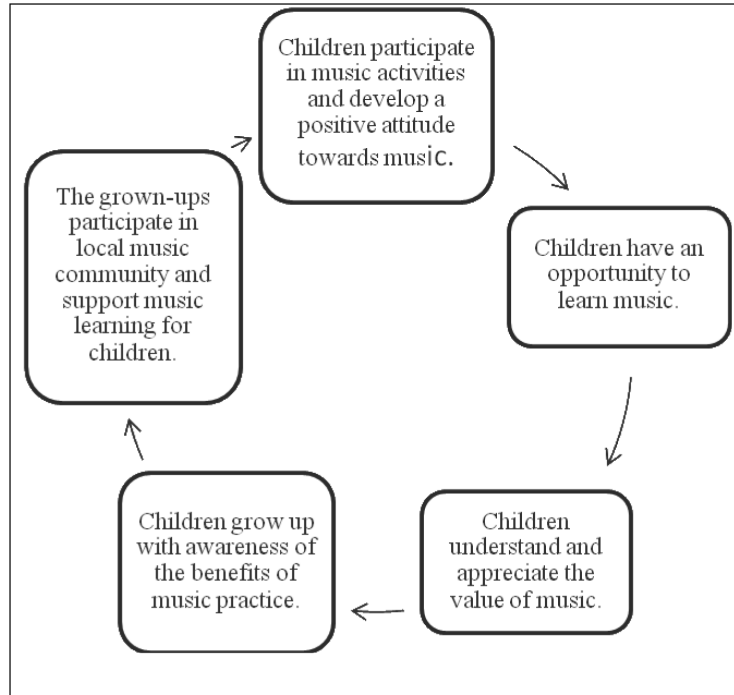 Children participate
in music activities
and develop a
positive attitude
towards music.
Children have an
opportunity to
learn music.
Children
understand and
appreciate the
value of music.
Children grow up
with awareness of
the benefits of
music practice.
The grown-ups
participate in
local music
community and
support music
learning for
children.